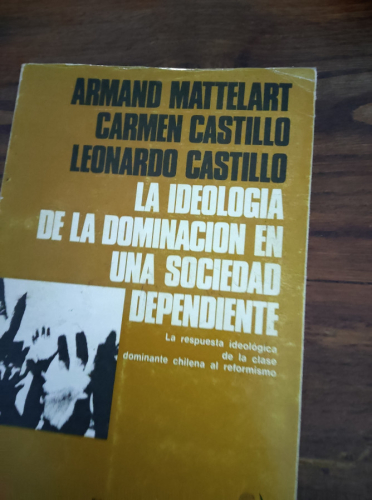 ARMAND MATTELART
CARMEN CASTILLO
LEONARDO CASTILLO
LA IDEOLOGIA
DE LA DOMINACION EN
UNA SOCIEDAD
DEPENDIENTE
La respuesta ideológica
de la clase
dominante chilena al reformismo